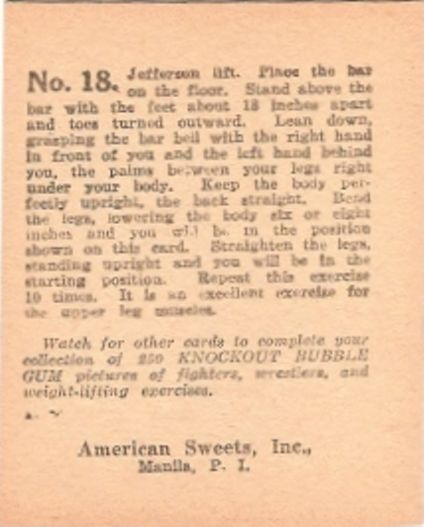 No. 18. Jefferson lift. Place the bar
on the floor. Stand above the
bar with the feet about 18 inches apart
and toes turned outward. Lean down,
grasping the bar bell with the right hand
in front of you and the left hand behind
you, the palms between your legs right
under your body. Keep the body per-
fectly upright, the back straight. Bend
the legs, lowering the body six or eight
inches and you will be in the position
shown on this card. Straighten the legs,
standing upright and you will be in the
starting position. Repeat this exercise
10 times. It is an excellent exercise for
the upper leg muscles.
Watch for other cards to complete your
collection of 250 KNOCKOUT BUBBLE
GUM pictures of fighters, wrestlers, and
weight-lifting exercises.
American Sweets, Inc.,
Manila, P. I.